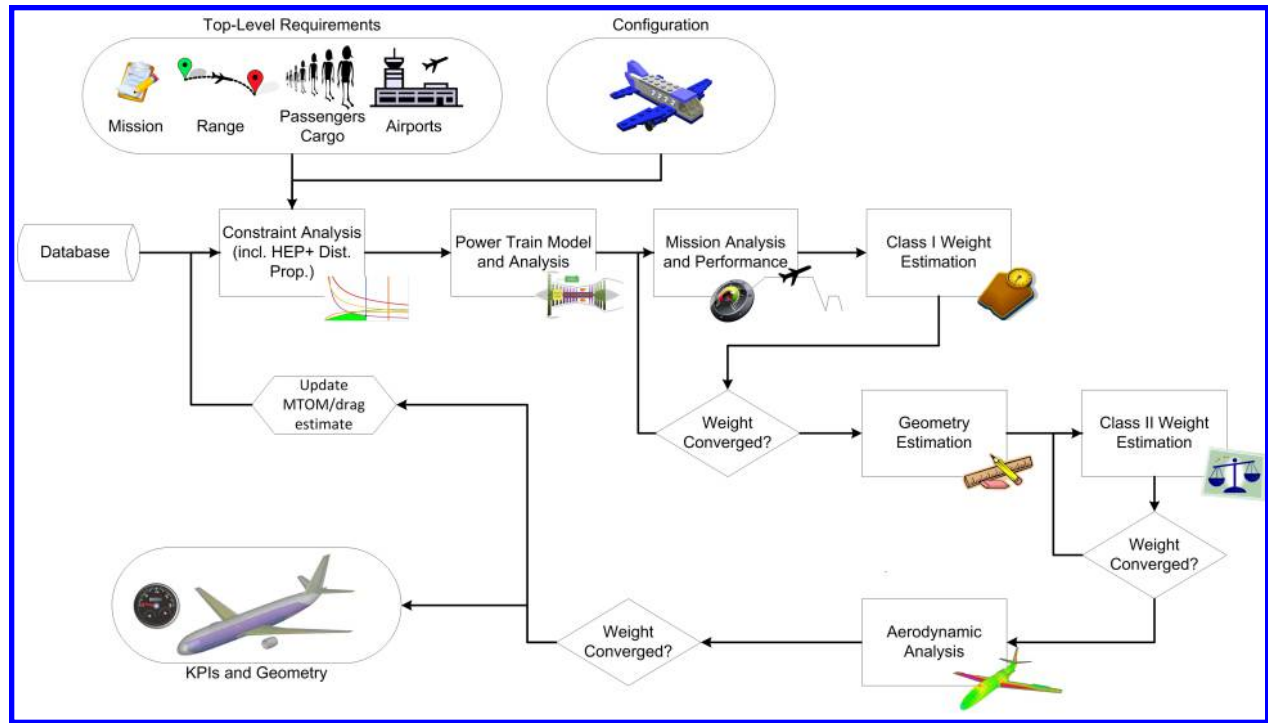 Top-Level Requirements
Configuration
Mission
Range
Passengers
Cargo
Airports
Database
Constraint Analysis
(incl. HEP+ Dist.
Prop.)
Power Train Model
and Analysis
Mission Analysis
and Performance
Class I Weight
Estimation
Update
MTOM/drag
estimate
Weight
Converged?
Geometry
Estimation
Class II Weight
Estimation
Weight
Converged?
Weight
Converged?
Aerodynamic
Analysis
KPIs and Geometry